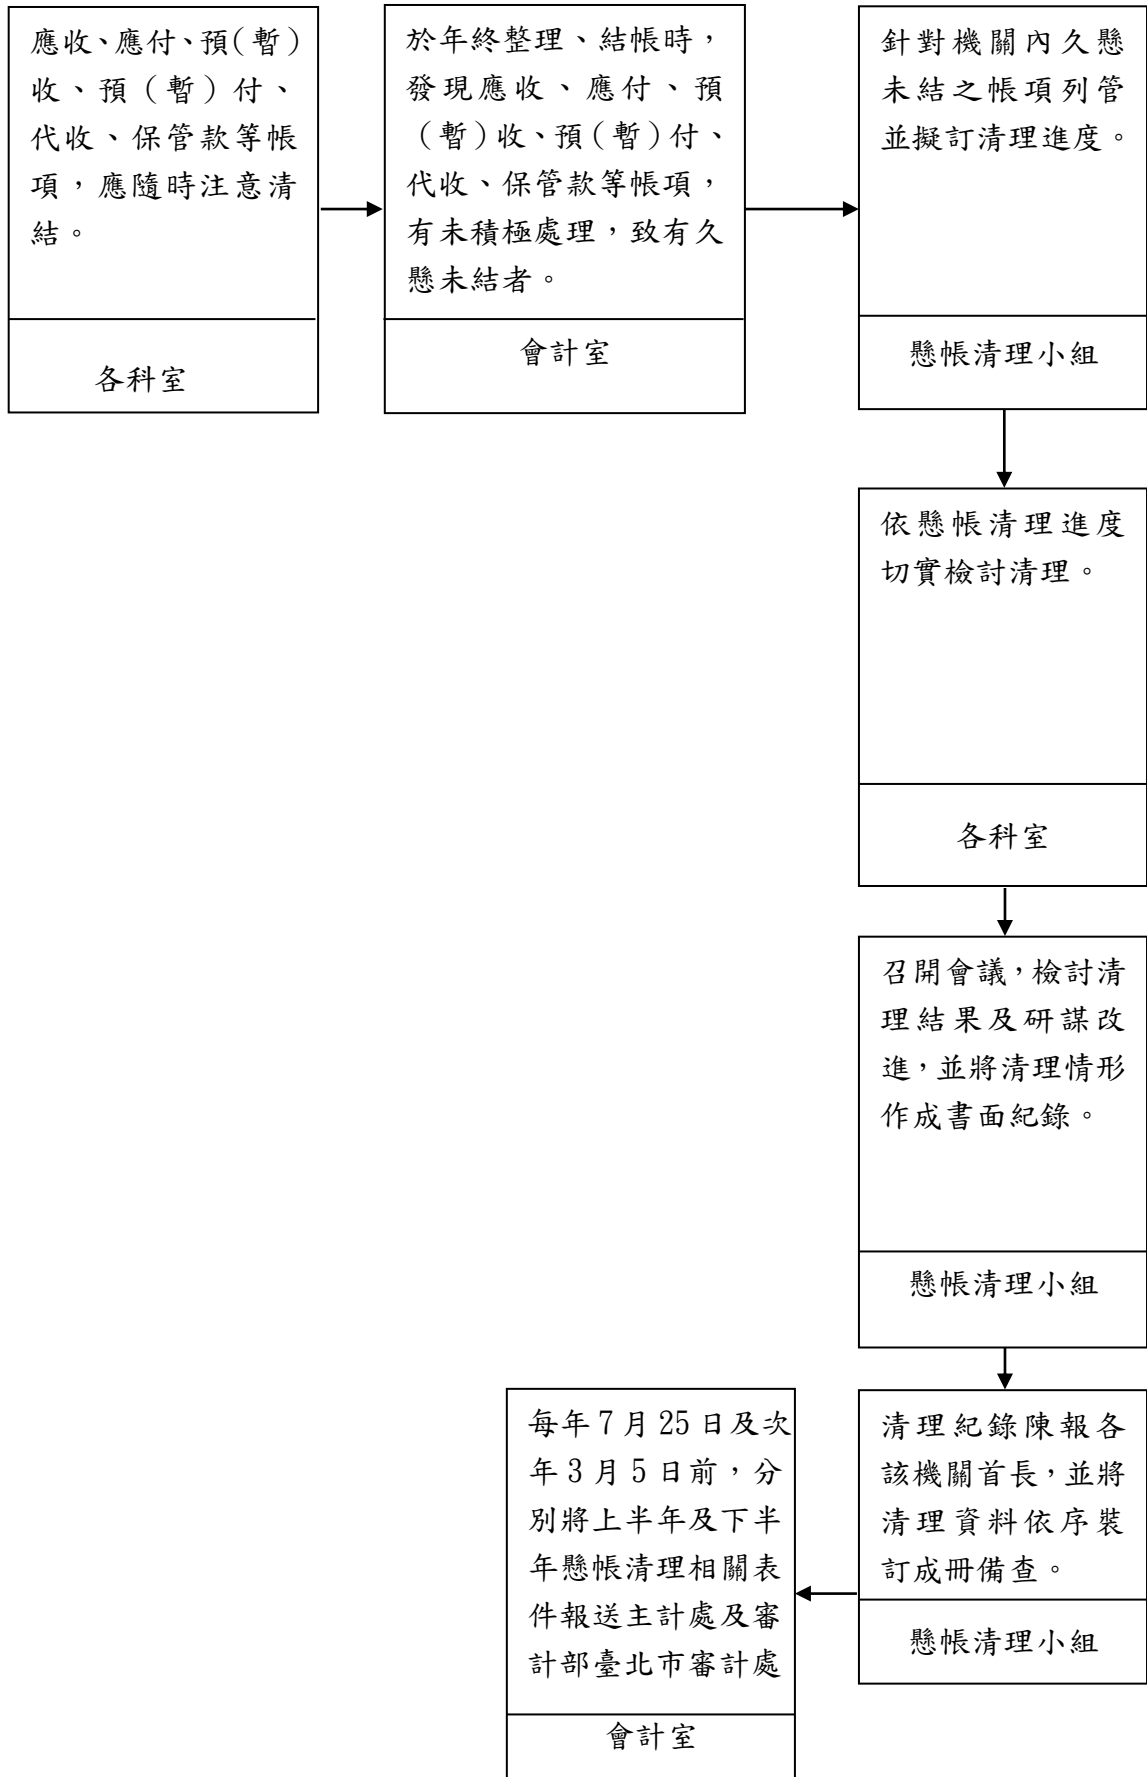 應收、應付、預(暫)
收、預（暫）付、
代收、保管款等帳
項，應隨時注意清
結。
各科室
於年終整理、結帳時，
發現應收、應付、預
（暫）收、預（暫）付、
代收、保管款等帳項，
有未積極處理，致有久
懸未結者。
會計室
針對機關內久懸
未結之帳項列管
並擬訂清理進度。
懸帳清理小組
依懸帳清理進度
切實檢討清理。
各科室
召開會議，檢討清
理結果及研謀改
進，並將清理情形
作成書面紀錄。
懸帳清理小組
清理紀錄陳報各
該機關首長，並將
清理資料依序裝
訂成冊備查。
懸帳清理小組
每年 7 月 25 日及次
年 3 月 5 日前，分
別將上半年及下半
年懸帳清理相關表
件報送主計處及審
計部臺北市審計處
會計室